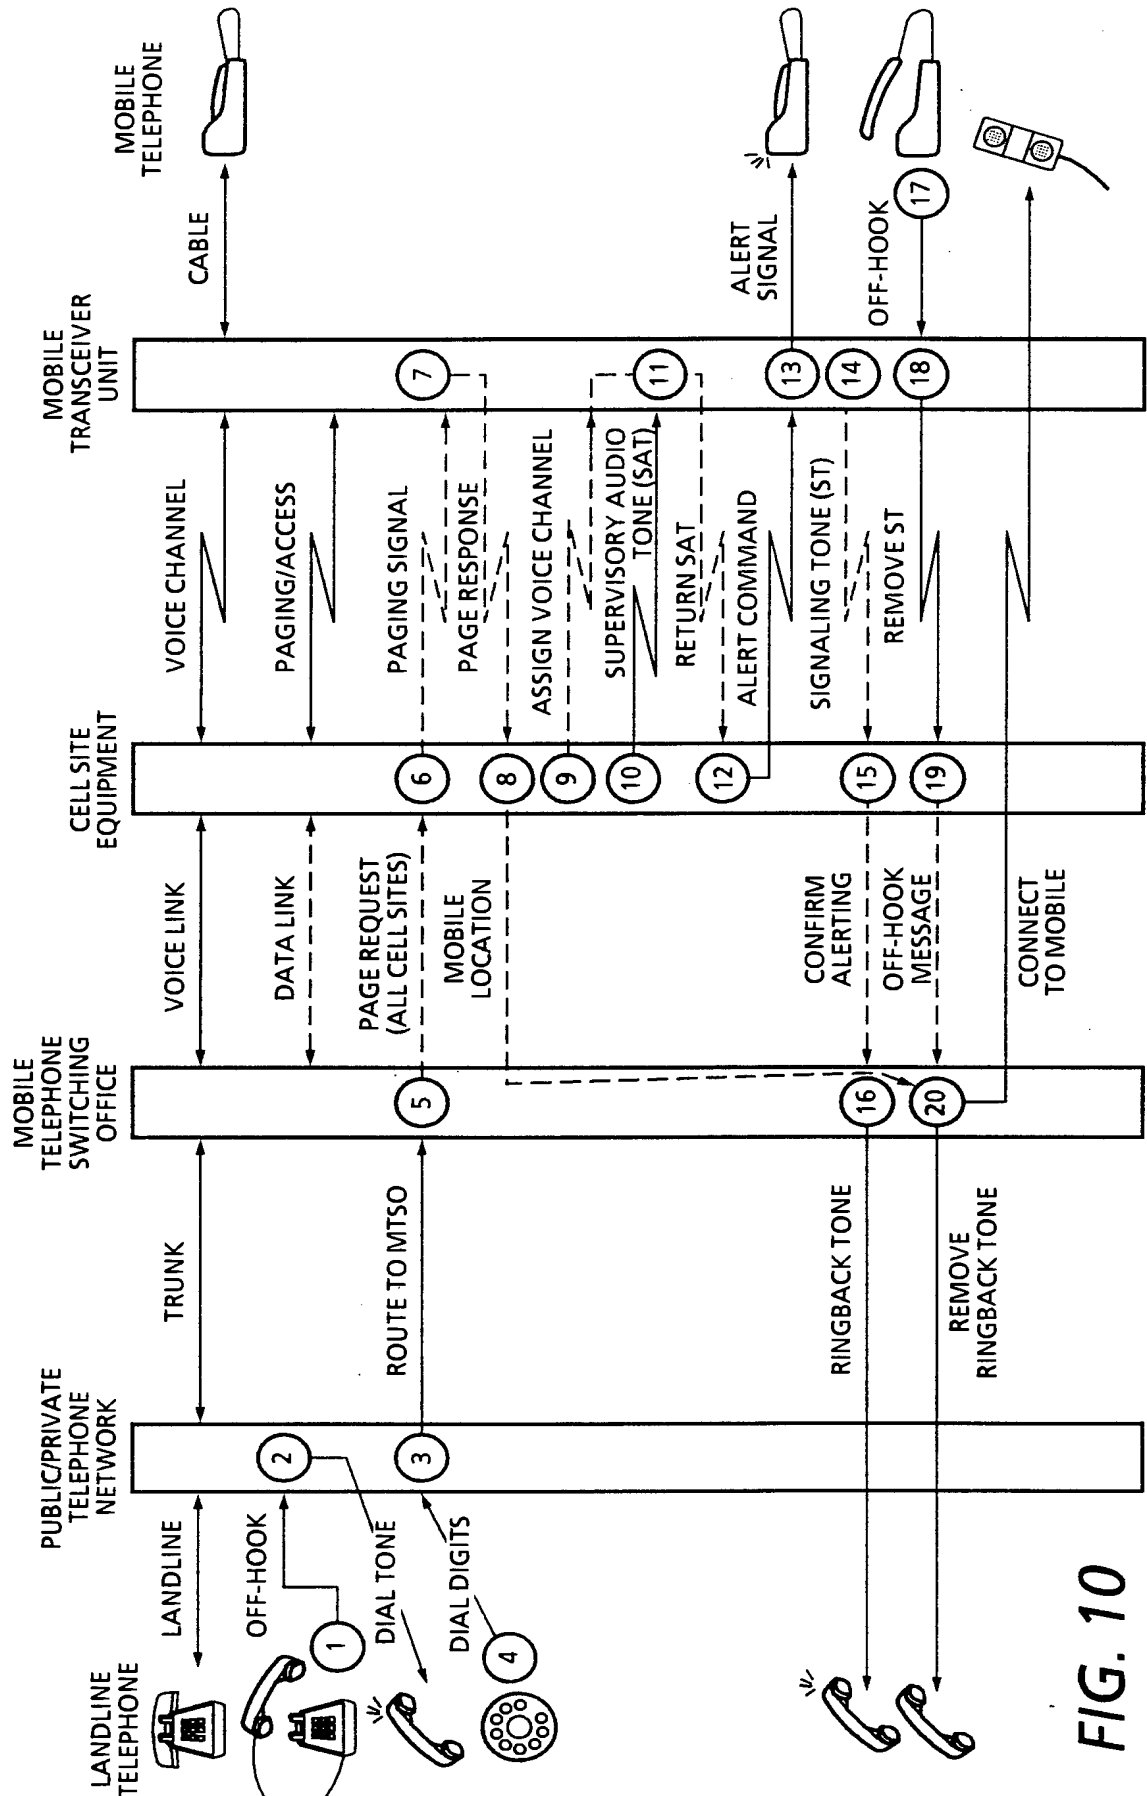 LANDLINE
TELEPHONE
PUBLIC/PRIVATE
TELEPHONE
NETWORK
MOBILE
TELEPHONE
SWITCHING
OFFICE
CELL SITE
EQUIPMENT
MOBILE
TRANSCEIVER
UNIT
MOBILE
TELEPHONE
LANDLINE
TRUNK
VOICE LINK
VOICE CHANNEL
CABLE
OFF-HOOK
1
2
DATA LINK
PAGING/ACCESS
DIAL TONE
DIAL DIGITS
4
3
ROUTE TO MTSO
5
PAGE REQUEST
(ALL CELL SITES)
6
PAGING SIGNAL
7
MOBILE
LOCATION
8
PAGE RESPONSE
9
ASSIGN VOICE CHANNEL
10
SUPERVISORY AUDIO
TONE (SAT)
11
RETURN SAT
12
ALERT COMMAND
13
ALERT
SIGNAL
14
SIGNALING TONE (ST)
15
CONFIRM
ALERTING
16
RINGBACK TONE
OFF-HOOK
17
18
REMOVE ST
19
OFF-HOOK
MESSAGE
20
REMOVE
RINGBACK TONE
CONNECT
TO MOBILE
FIG. 10